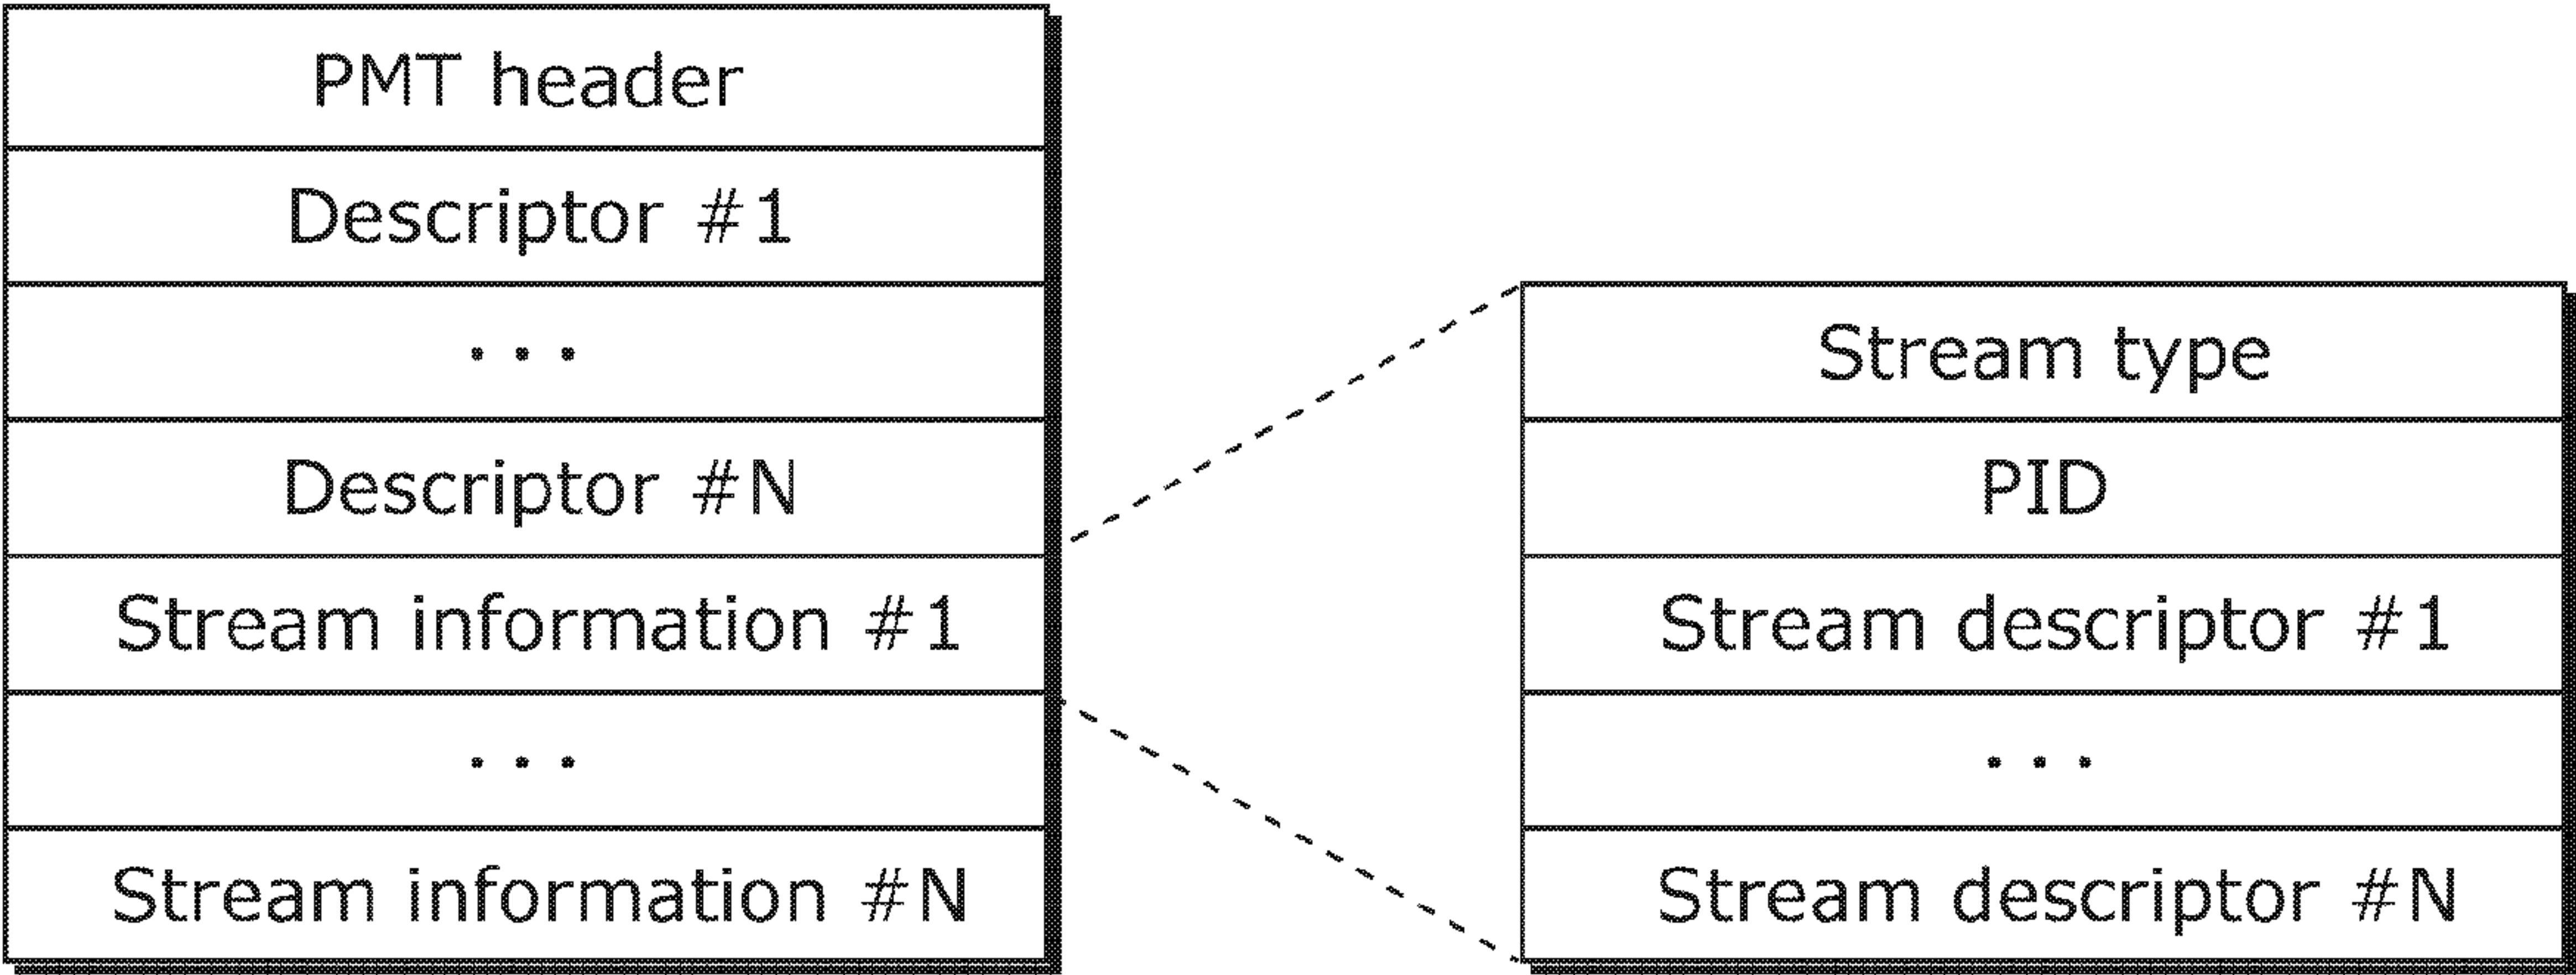 PMT header
Descriptor #1
...
Descriptor #N
Stream information #1
...
Stream information #N
Stream type
PID
Stream descriptor #1
...
Stream descriptor #N